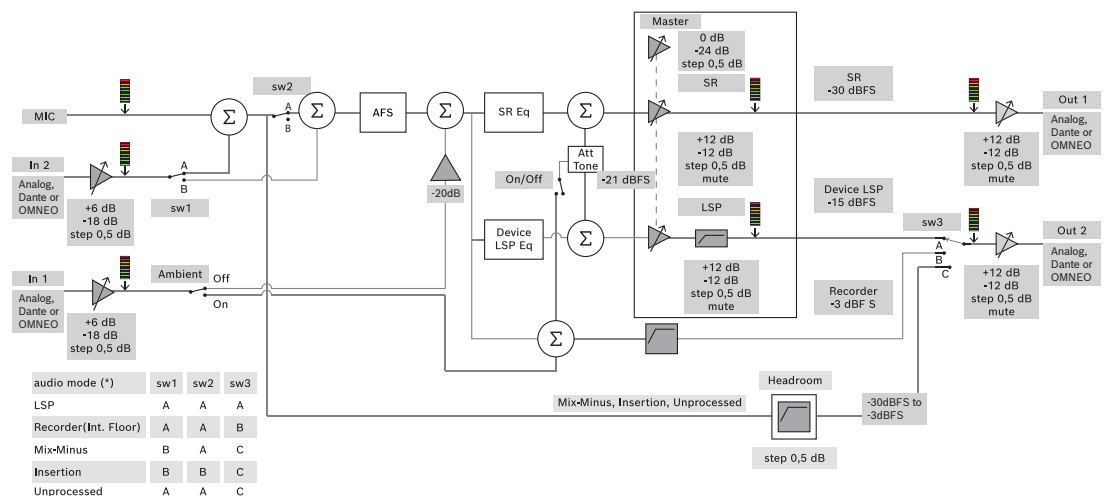 Master
0 dB
-24 dB
step 0,5 dB
SR
SR
-30 dBFS
sw2
A
B
MIC
Σ
Σ
AFS
Σ
SR Eq
Σ
Out 1
Analog,
Dante or
OMNEO
+12 dB
-12 dB
step 0,5 dB
mute
+12 dB
-12 dB
step 0,5 dB
mute
In 2
Analog,
Dante or
OMNEO
A
B
sw1
+6 dB
-18 dB
step 0,5 dB
-20dB
On/Off
Att
Tone
-21 dBFS
Device LSP
-15 dBFS
LSP
sw3
Device
LSP Eq
Σ
A
B
C
Out 2
Analog,
Dante or
OMNEO
+12 dB
-12 dB
step 0,5 dB
mute
+12 dB
-12 dB
step 0,5 dB
mute
In 1
Analog,
Dante or
OMNEO
Ambient
Off
On
+6 dB
-18 dB
step 0,5 dB
Recorder
-3 dBF S
Σ
Headroom
Mix-Minus, Insertion, Unprocessed
-30dBFS to
-3dBFS
step 0,5 dB
audio mode (*) sw1 sw2 sw3
LSP A A A
Recorder(Int. Floor) A A B
Mix-Minus B A C
Insertion B B C
Unprocessed A A C